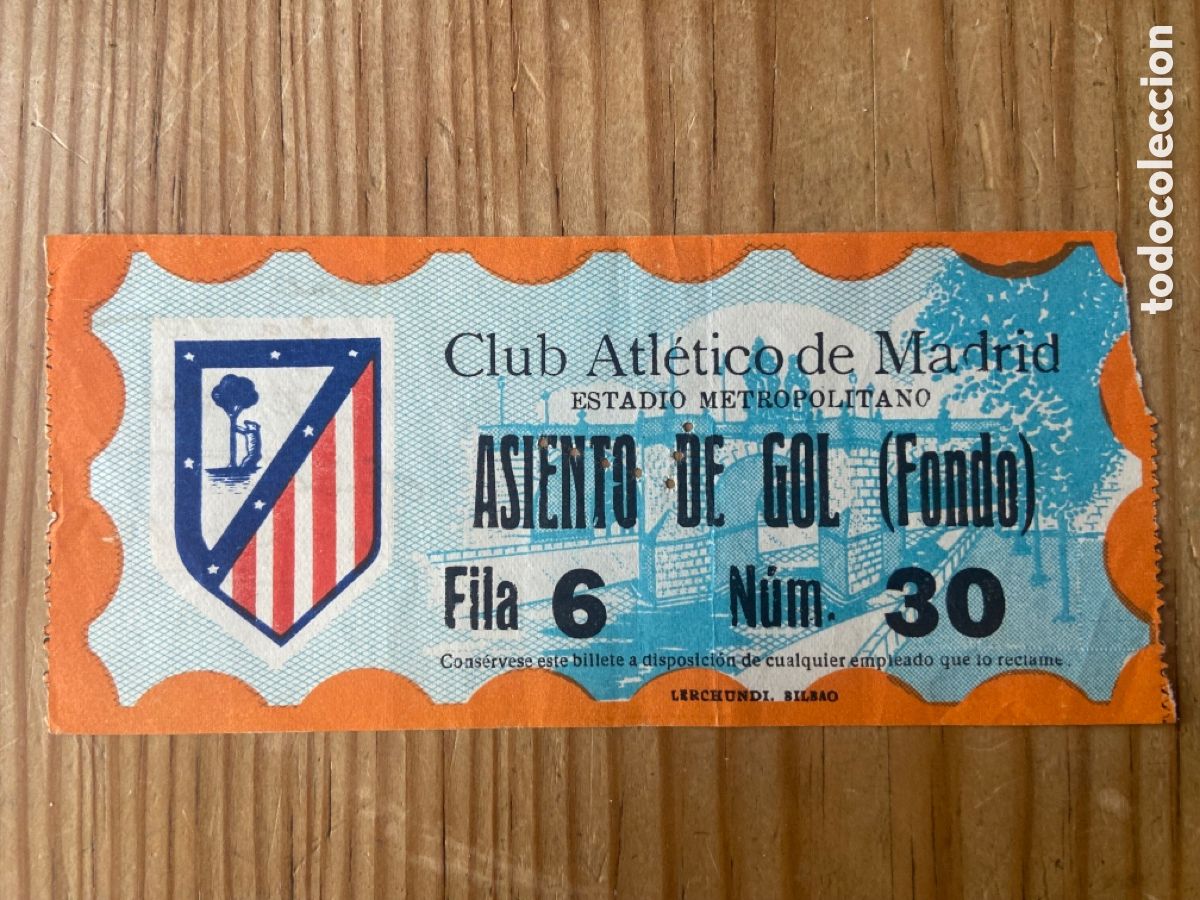 Club Atlético de Madrid
ESTADIO METROPOLITANO
ASIENTO DE GOL (Fondo)
Fila 6 Núm. 30
Consérvese este billete a disposición de cualquier empleado que lo reclame.
LERCHUNDI. BILBAO
todocoleccion